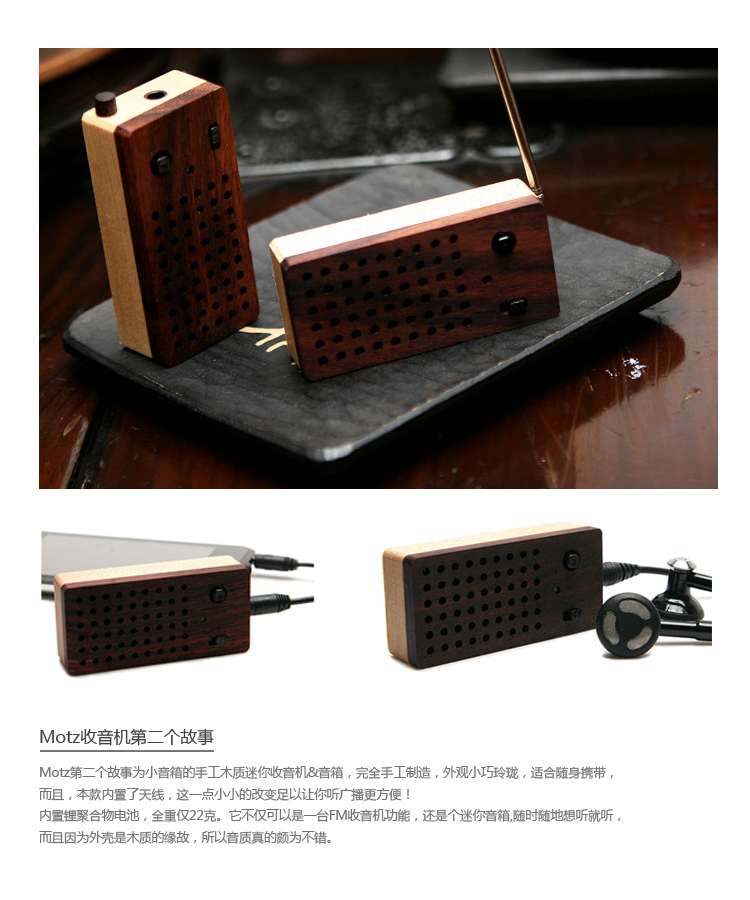 Motz收音机第二个故事
Motz第二个故事为小音箱的手工木质迷你收音机&音箱，完全手工制造，外观小巧玲珑，适合随身携带，
而且，本款内置了天线，这一点小小的改变足以让你听广播更方便！
内置锂聚合物电池，全重仅22克。它不仅可以是一台FM收音机功能，还是个迷你音箱,随时随地想听就听，
而且因为外壳是木质的缘故，所以音质真的颇为不错。